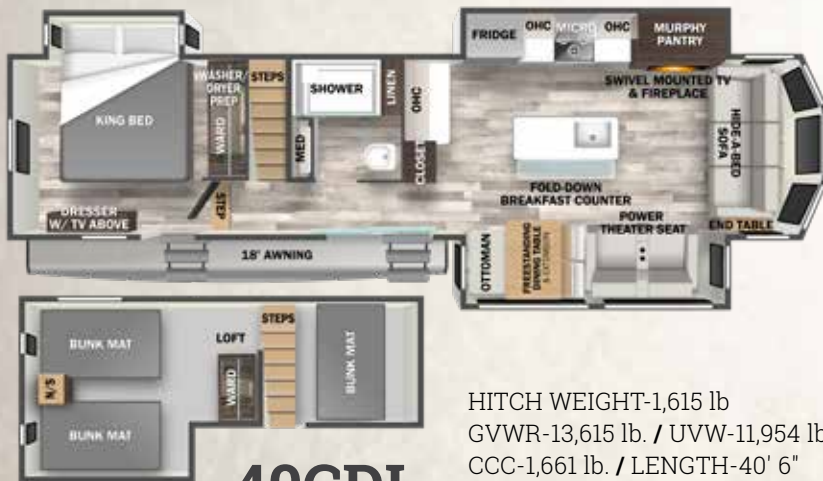 FRIDGE
OHC
MICRO
OHC
MURPHY
PANTRY
SWIVEL MOUNTED TV
& FIREPLACE
WASHER/
DRYER
PREP
WARD
STEPS
SHOWER
LINEN
OHC
KING BED
MED
CLOSET
HIDE-A-BED
SOFA
STEP
FOLD-DOWN
BREAKFAST COUNTER
DRESSER
W/ TV ABOVE
OTTOMAN
FREESTANDING
DINING TABLE
& EXTENSION
POWER
THEATER SEAT
END TABLE
18' AWNING
BUNK MAT
LOFT
STEPS
N/S
WARD
BUNK MAT
BUNK MAT
HITCH WEIGHT-1,615 lb
GVWR-13,615 lb. / UVW-11,954 lb
CCC-1,661 lb. / LENGTH-40' 6"